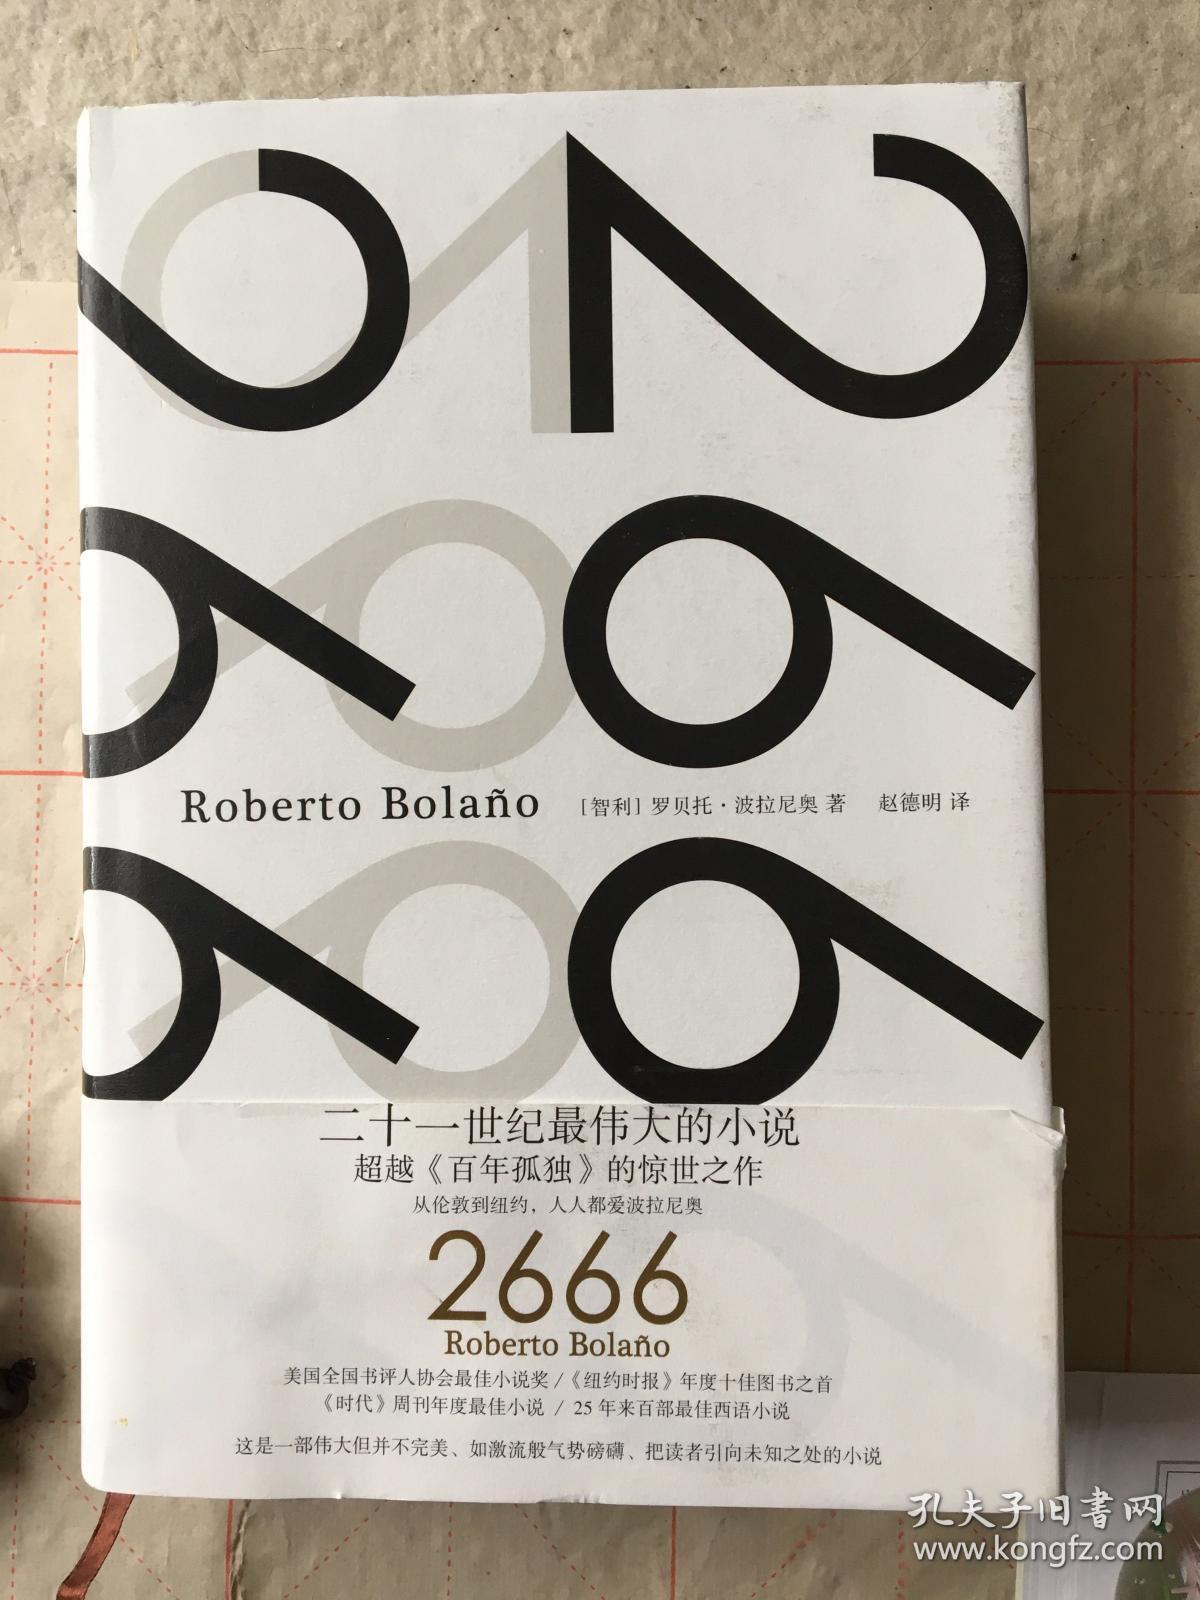 2666
Roberto Bolaño [智利] 罗贝托·波拉尼奥 著 赵德明 译
二十一世纪最伟大的小说
超越《百年孤独》的惊世之作
从伦敦到纽约，人人都爱波拉尼奥
2666
Roberto Bolaño
美国全国书评人协会最佳小说奖 /《纽约时报》年度十佳图书之首
《时代》周刊年度最佳小说 / 25 年来百部最佳西语小说
这是一部伟大但并不完美、如激流般气势磅礴、把读者引向未知之处的小说
孔夫子旧书网
www.kongfz.com